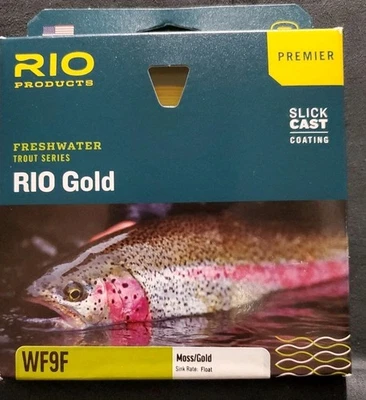 RIO
PRODUCTS
PREMIER
SLICK
CAST
COATING
FRESHWATER
TROUT SERIES
RIO Gold
WF9F
Moss/Gold
Sink Rate: Float